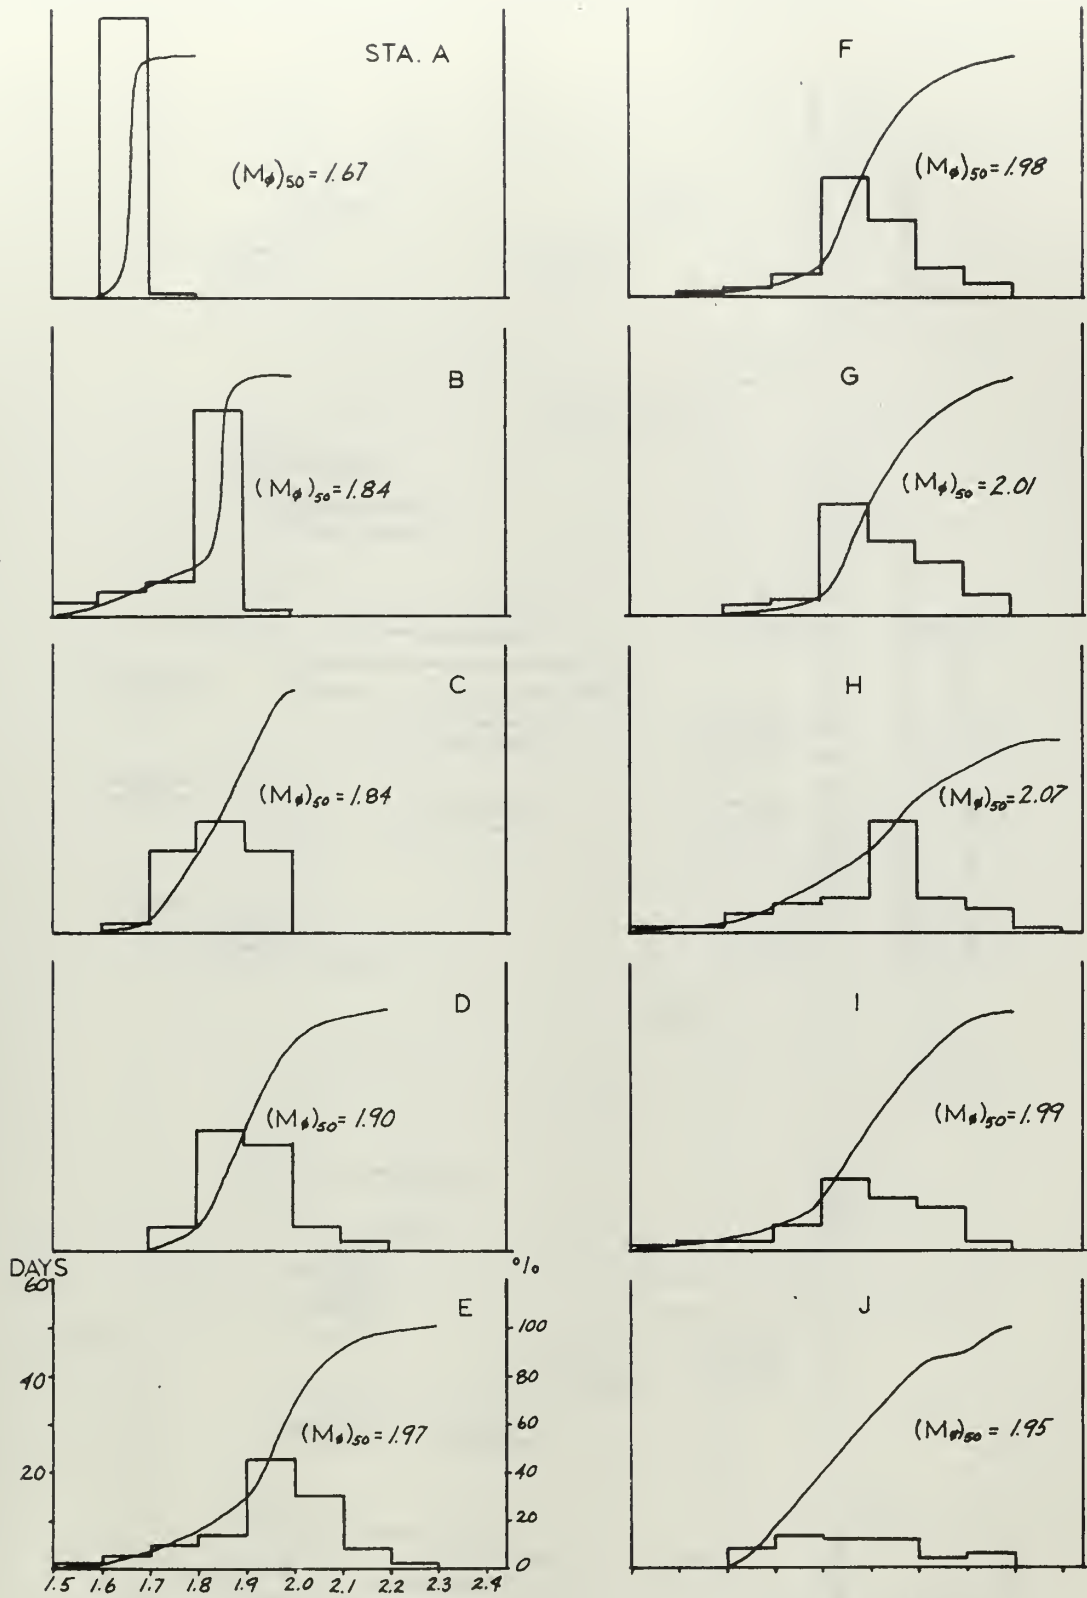 STA. A
(Mφ)50 = 1.67
B
(Mφ)50 = 1.84
C
(Mφ)50 = 1.84
D
(Mφ)50 = 1.90
DAYS
%
60
40
20
E
(Mφ)50 = 1.97
100
80
60
40
20
0
1.5 1.6 1.7 1.8 1.9 2.0 2.1 2.2 2.3 2.4
F
(Mφ)50 = 1.98
G
(Mφ)50 = 2.01
H
(Mφ)50 = 2.07
I
(Mφ)50 = 1.99
J
(Mφ)50 = 1.95